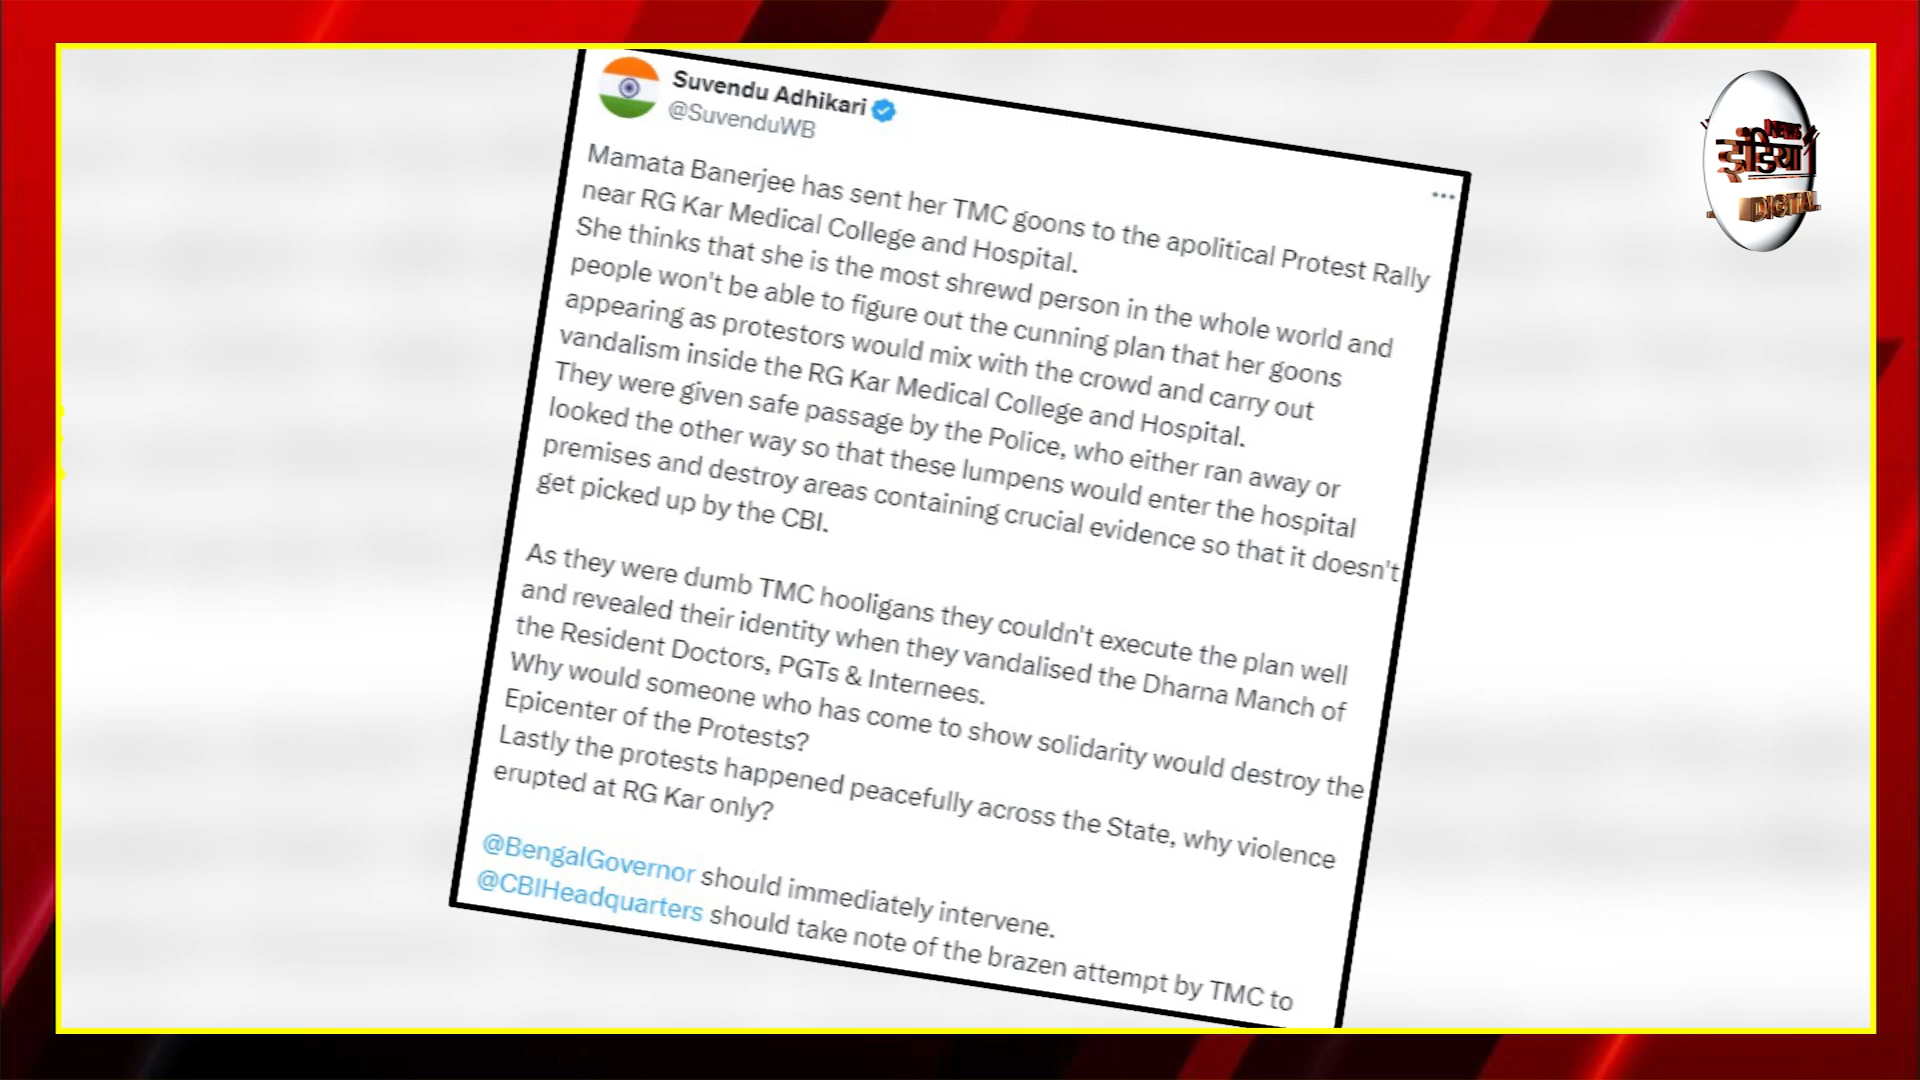 Suvendu Adhikari
@SuvenduWB
Mamata Banerjee has sent her TMC goons to the apolitical Protest Rally
near RG Kar Medical College and Hospital.
She thinks that she is the most shrewd person in the whole world and
people won't be able to figure out the cunning plan that her goons
appearing as protestors would mix with the crowd and carry out
vandalism inside the RG Kar Medical College and Hospital.
They were given safe passage by the Police, who either ran away or
looked the other way so that these lumpens would enter the hospital
premises and destroy areas containing crucial evidence so that it doesn't
get picked up by the CBI.
As they were dumb TMC hooligans they couldn't execute the plan well
and revealed their identity when they vandalised the Dharna Manch of
the Resident Doctors, PGTs & Internees.
Why would someone who has come to show solidarity would destroy the
Epicenter of the Protests?
Lastly the protests happened peacefully across the State, why violence
erupted at RG Kar only?
@BengalGovernor should immediately intervene.
@CBIHeadquarters should take note of the brazen attempt by TMC to
NEWS
इंडिया 1
DIGITAL